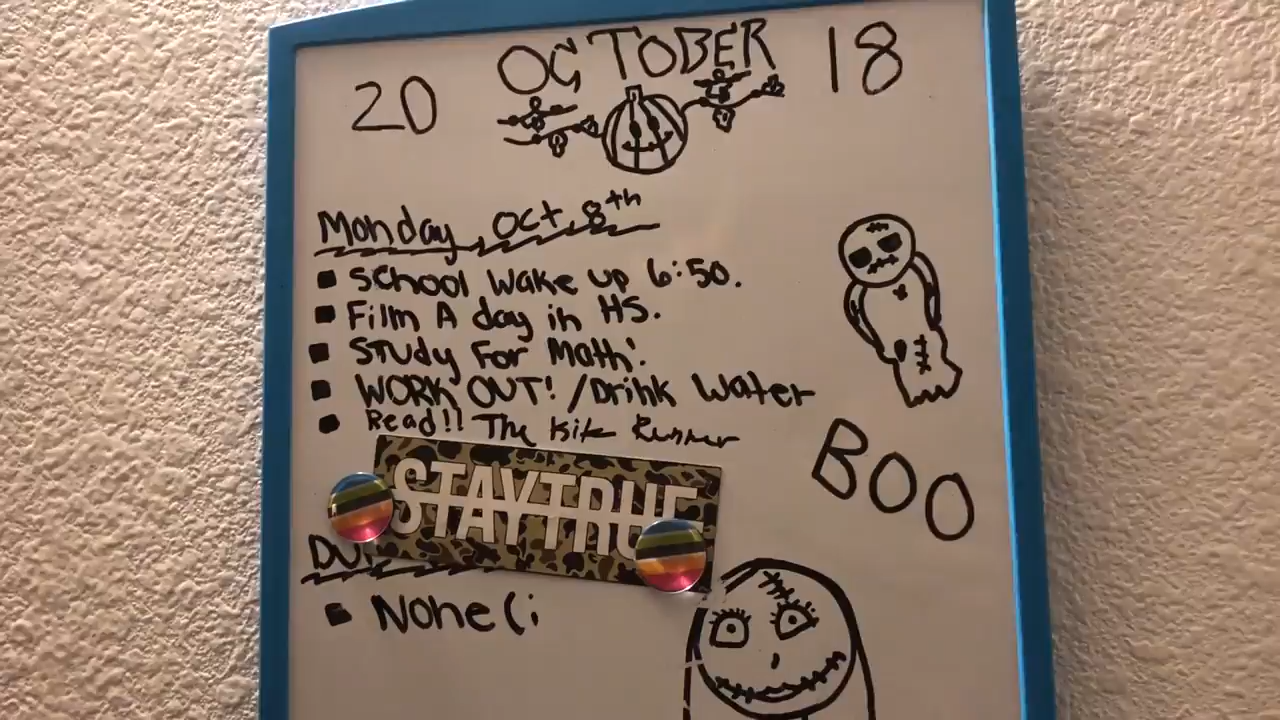 20 OCTOBER 18
Monday, Oct 8th
School Wake up 6:50.
Film A day in HS.
Study For Math!
WORK OUT! /Drink Water
Read!! The Kite Runner
STAYTRUE
BOO
None (: